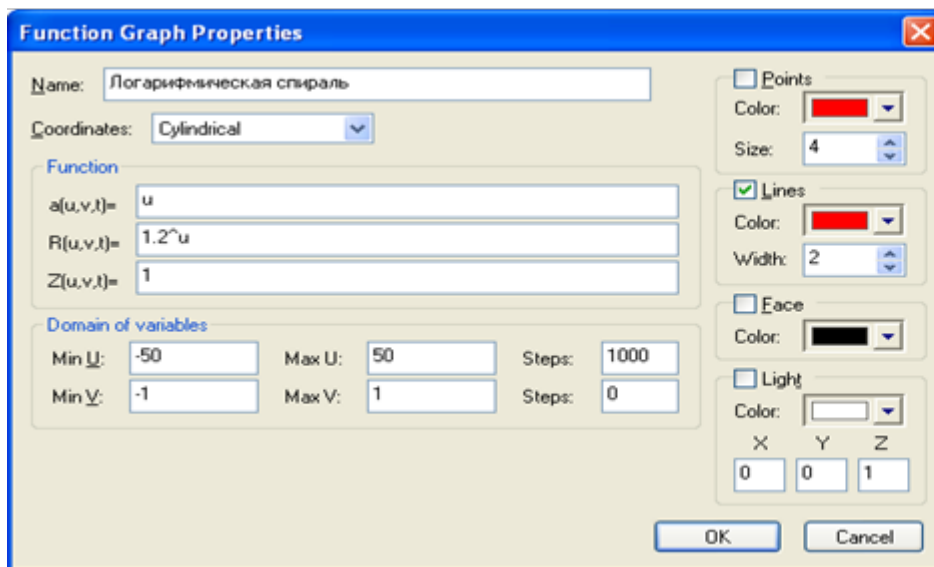 Function Graph Properties
Name: Логарифмическая спираль
Coordinates: Cylindrical
Function
a(u,v,t)= u
R(u,v,t)= 1.2^u
Z(u,v,t)= 1
Domain of variables
Min U: -50 Max U: 50 Steps: 1000
Min V: -1 Max V: 1 Steps: 0
Points
Color:
Size: 4
Lines
Color:
Width: 2
Face
Color:
Light
Color:
X Y Z
0 0 1
OK Cancel